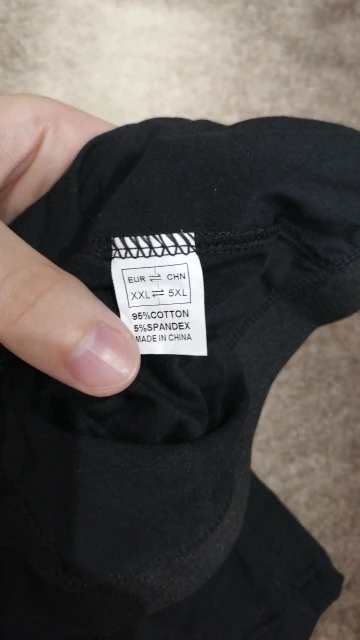 EUR ⇌ CHN
XXL ⇌ 5XL
95%COTTON
5%SPANDEX
MADE IN CHINA